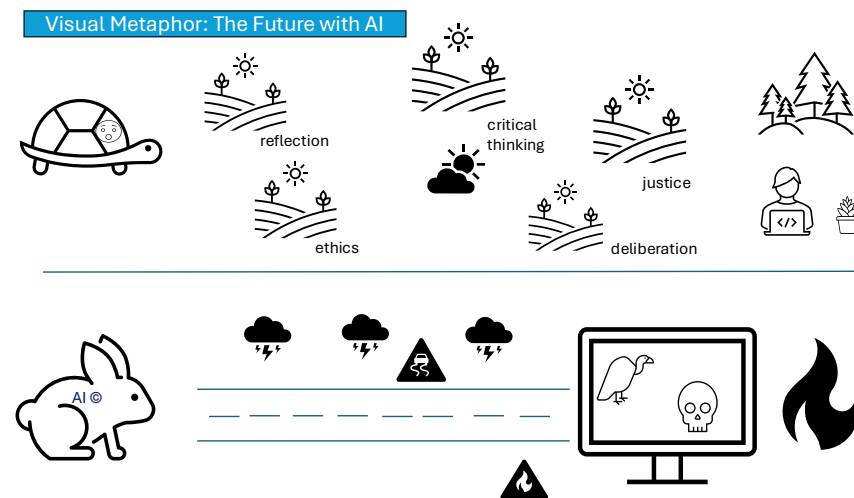 Visual Metaphor: The Future with AI
reflection
critical
thinking
justice
ethics
deliberation
</>
AI ©